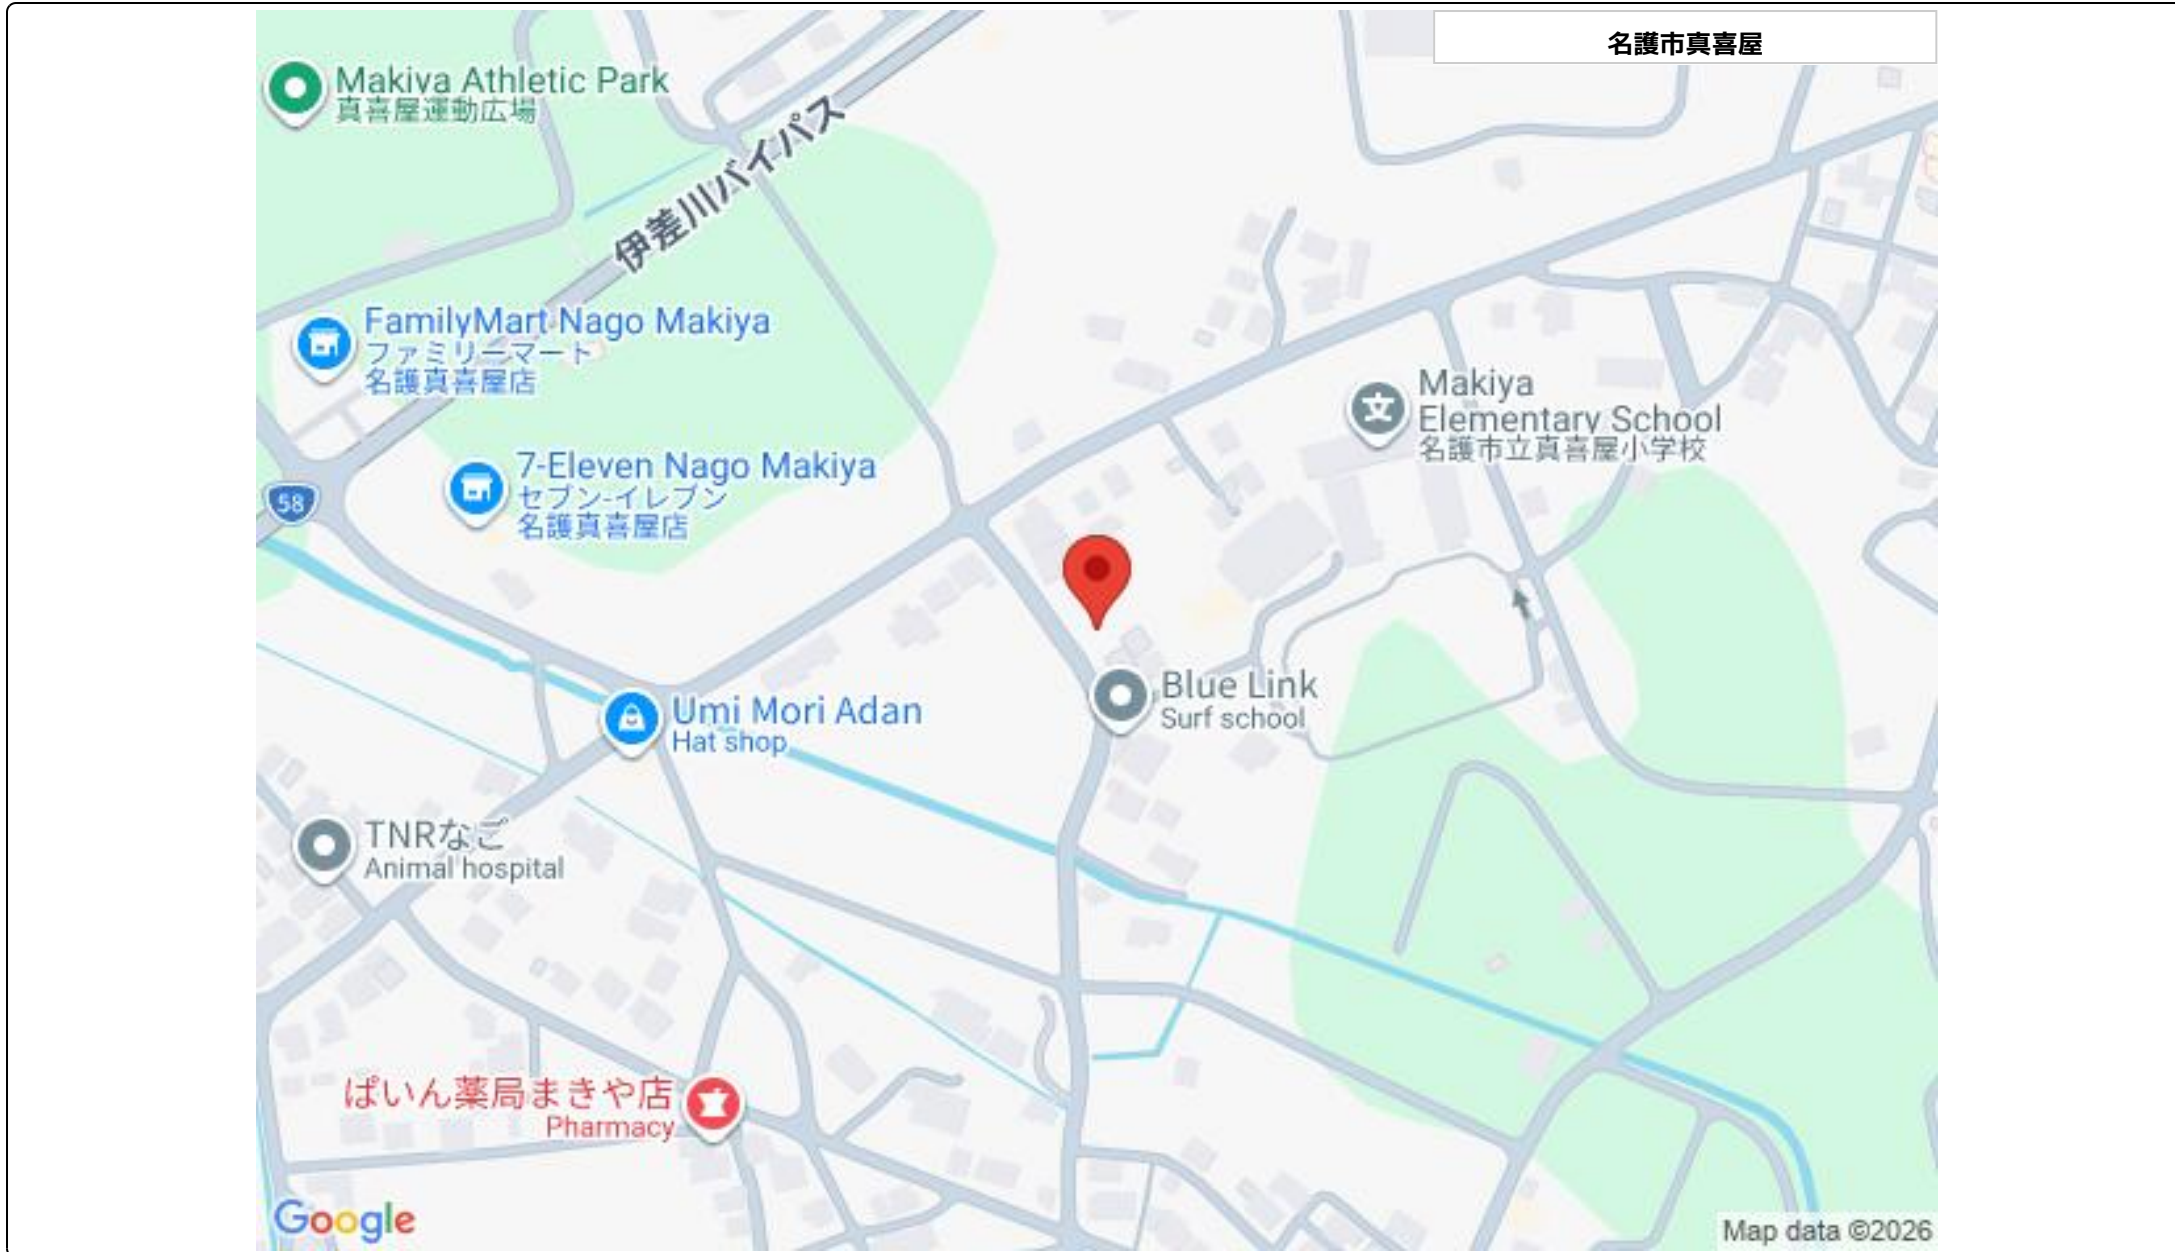 名護市真喜屋
Makiya Athletic Park
真喜屋運動広場
伊差川バイパス
FamilyMart Nago Makiya
ファミリーマート
名護真喜屋店
Makiya
Elementary School
名護市立真喜屋小学校
7-Eleven Nago Makiya
セブン-イレブン
名護真喜屋店
58
文
Blue Link
Surf school
Umi Mori Adan
Hat shop
TNRなご
Animal hospital
ぱいん薬局まきや店
Pharmacy
Google
Map data ©2026